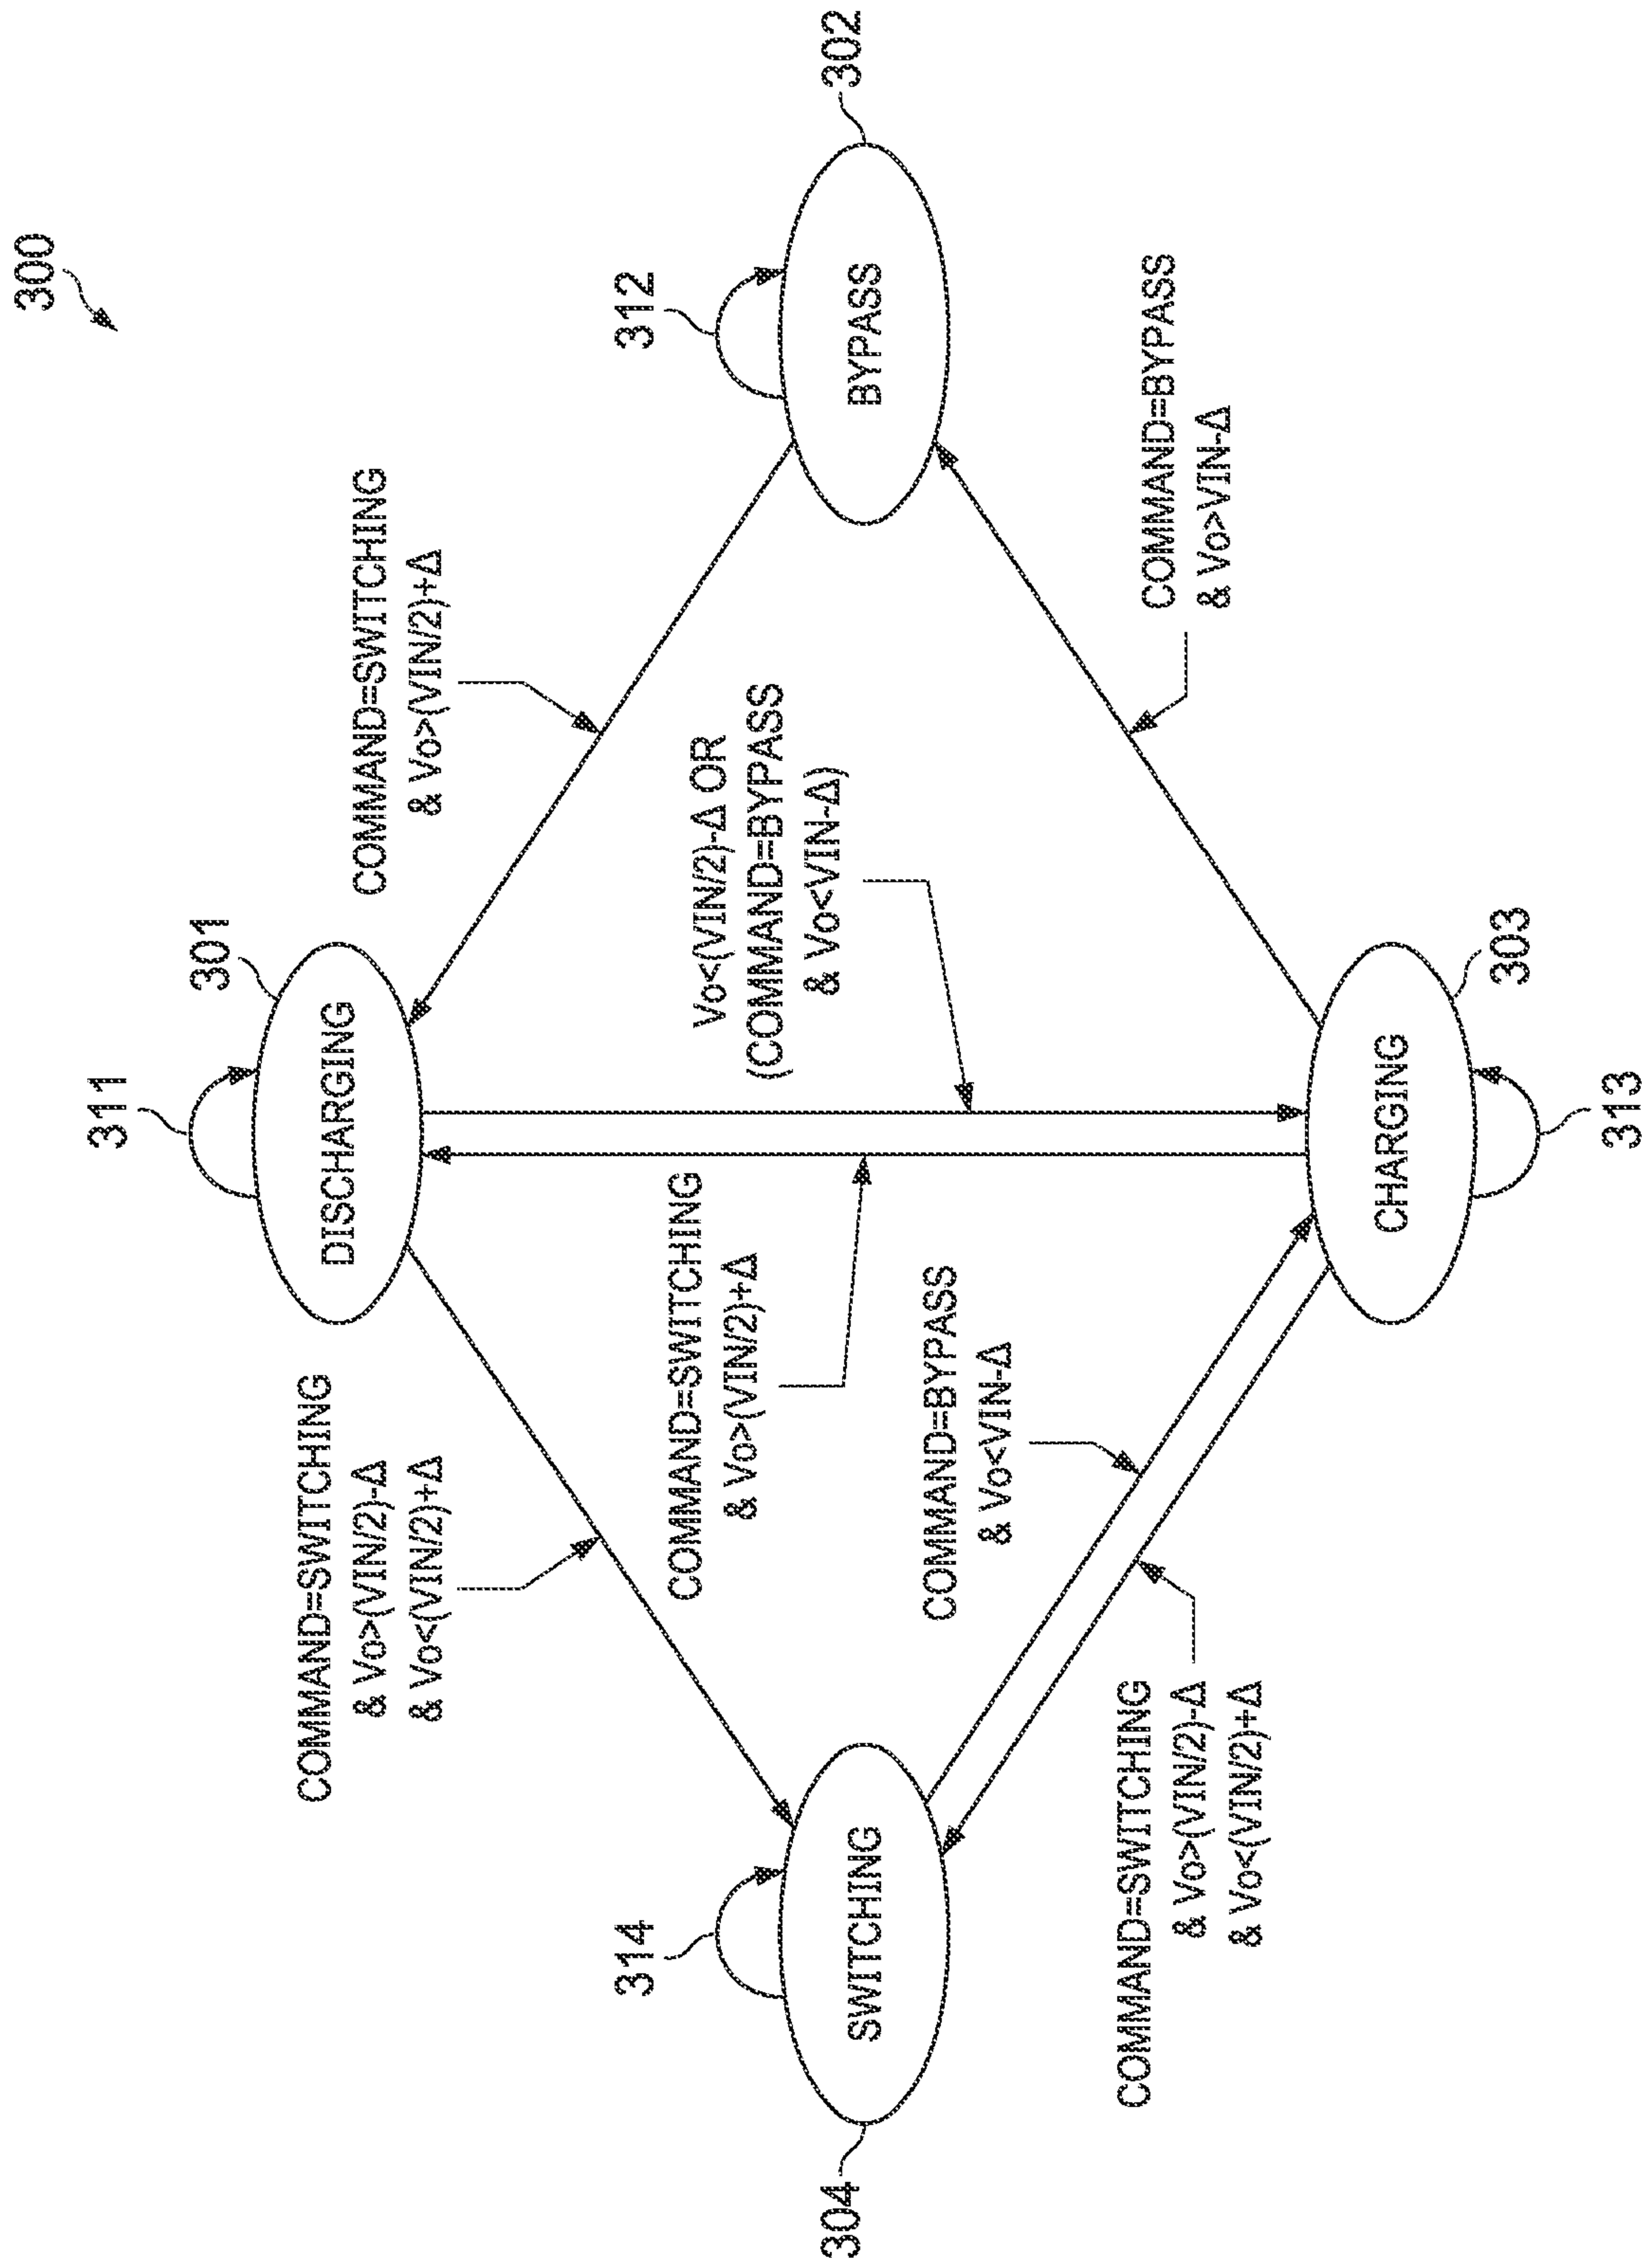 300
311
301
DISCHARGING
COMMAND=SWITCHING
& Vo>(VIN/2)-Δ
& Vo<(VIN/2)+Δ
COMMAND=SWITCHING
& Vo>(VIN/2)+Δ
314
SWITCHING
304
312
BYPASS
302
COMMAND=SWITCHING
& Vo>(VIN/2)+Δ
Vo<(VIN/2)-Δ OR
(COMMAND=BYPASS
& Vo<VIN-Δ)
COMMAND=BYPASS
& Vo<VIN-Δ
COMMAND=SWITCHING
& Vo>(VIN/2)-Δ
& Vo<(VIN/2)+Δ
COMMAND=BYPASS
& Vo>VIN-Δ
CHARGING
303
313